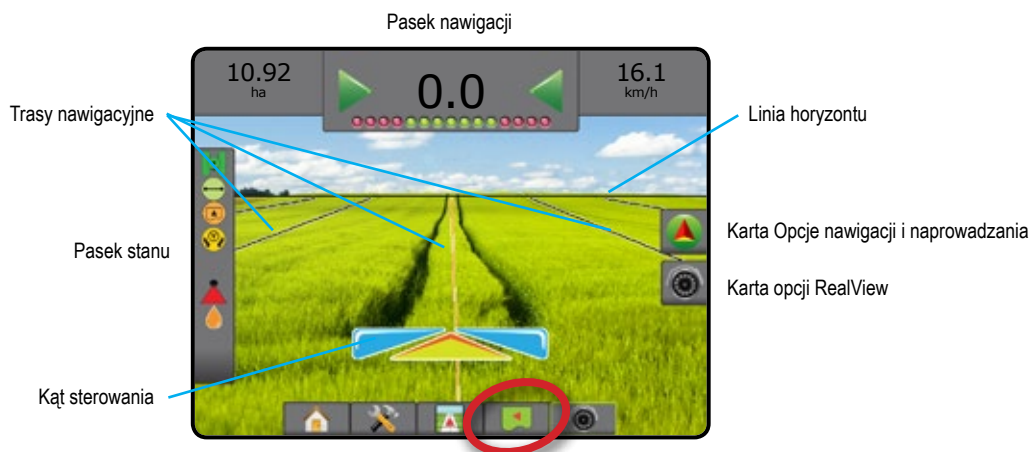 Pasek nawigacji
10.92
ha
0.0
16.1
km/h
Trasy nawigacyjne
Linia horyzontu
Karta Opcje nawigacji i naprowadzania
Pasek stanu
Karta opcji RealView
Kąt sterowania